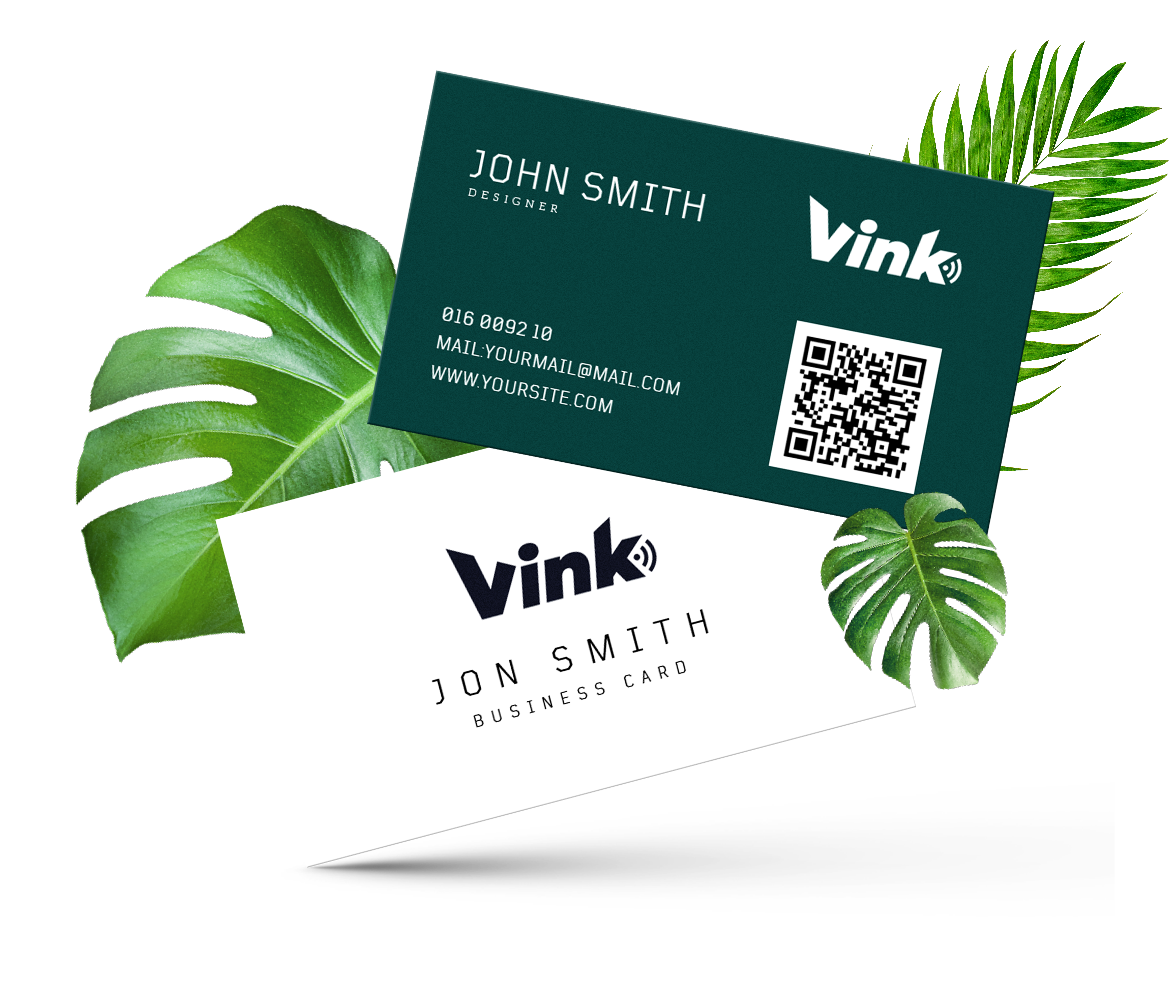 JOHN SMITH
DESIGNER
Vink
016 0092 10
MAIL:YOURMAIL@MAIL.COM
WWW.YOURSITE.COM
Vink
JON SMITH
BUSINESS CARD